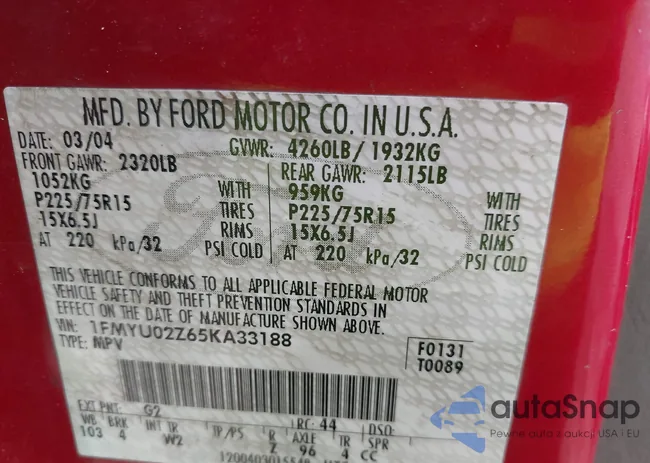 MFD. BY FORD MOTOR CO. IN U.S.A.
DATE: 03/04 GVWR: 4260LB/ 1932KG
FRONT GAWR: 2320LB REAR GAWR: 2115LB
1052KG WITH 959KG WITH
P225/75R15 TIRES P225/75R15 TIRES
15X6.5J RIMS 15X6.5J RIMS
AT 220 kPa/32 PSI COLD AT 220 kPa/32 PSI COLD
THIS VEHICLE CONFORMS TO ALL APPLICABLE FEDERAL MOTOR
VEHICLE SAFETY AND THEFT PREVENTION STANDARDS IN
EFFECT ON THE DATE OF MANUFACTURE SHOWN ABOVE.
VIN: 1FMYU02Z65KA33188
TYPE: MPV
F0131
T0089
EXT PNT: G2 RC: 44 DSO:
WB BRK INT TR TP/PS R AXLE TR SPR
103 4 W2 Z 96 4 CC
autoSnap
Pewne auto z aukcji USA i EU